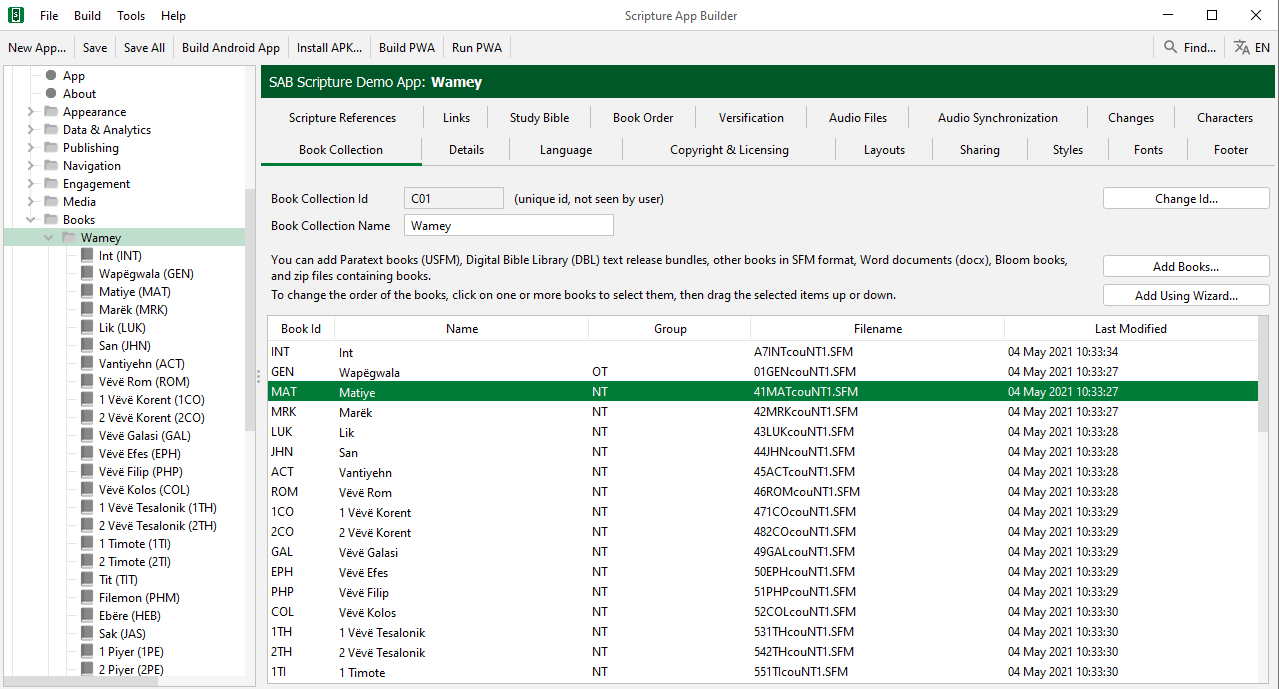 File Build Tools Help Scripture App Builder
New App... Save Save All Build Android App Install APK... Build PWA Run PWA Find... EN
App
About
Appearance
Data & Analytics
Publishing
Navigation
Engagement
Media
Books
Wamey
Int (INT)
Wapëgwala (GEN)
Matiye (MAT)
Marëk (MRK)
Lik (LUK)
San (JHN)
Vantiyehn (ACT)
Vëvë Rom (ROM)
1 Vëvë Korent (1CO)
2 Vëvë Korent (2CO)
Vëvë Galasi (GAL)
Vëvë Efes (EPH)
Vëvë Filip (PHP)
Vëvë Kolos (COL)
1 Vëvë Tesalonik (1TH)
2 Vëvë Tesalonik (2TH)
1 Timote (1TI)
2 Timote (2TI)
Tit (TIT)
Filemon (PHM)
Ebëre (HEB)
Sak (JAS)
1 Piyer (1PE)
2 Piyer (2PE)
SAB Scripture Demo App: Wamey
Scripture References Links Study Bible Book Order Versification Audio Files Audio Synchronization Changes Characters
Book Collection Details Language Copyright & Licensing Layouts Sharing Styles Fonts Footer
Book Collection Id C01 (unique id, not seen by user) Change Id...
Book Collection Name Wamey
You can add Paratext books (USFM), Digital Bible Library (DBL) text release bundles, other books in SFM format, Word documents (docx), Bloom books,
and zip files containing books.
Add Books...
To change the order of the books, click on one or more books to select them, then drag the selected items up or down.
Add Using Wizard...
Book Id Name Group Filename Last Modified
INT Int A7INTcouNT1.SFM 04 May 2021 10:33:34
GEN Wapëgwala OT 01GENcouNT1.SFM 04 May 2021 10:33:27
MAT Matiye NT 41MATcouNT1.SFM 04 May 2021 10:33:27
MRK Marëk NT 42MRKcouNT1.SFM 04 May 2021 10:33:27
LUK Lik NT 43LUKcouNT1.SFM 04 May 2021 10:33:28
JHN San NT 44JHNcouNT1.SFM 04 May 2021 10:33:28
ACT Vantiyehn NT 45ACTcouNT1.SFM 04 May 2021 10:33:28
ROM Vëvë Rom NT 46ROMcouNT1.SFM 04 May 2021 10:33:28
1CO 1 Vëvë Korent NT 471COcouNT1.SFM 04 May 2021 10:33:29
2CO 2 Vëvë Korent NT 482COcouNT1.SFM 04 May 2021 10:33:29
GAL Vëvë Galasi NT 49GALcouNT1.SFM 04 May 2021 10:33:29
EPH Vëvë Efes NT 50EPHcouNT1.SFM 04 May 2021 10:33:29
PHP Vëvë Filip NT 51PHPcouNT1.SFM 04 May 2021 10:33:29
COL Vëvë Kolos NT 52COLcouNT1.SFM 04 May 2021 10:33:30
1TH 1 Vëvë Tesalonik NT 531THcouNT1.SFM 04 May 2021 10:33:30
2TH 2 Vëvë Tesalonik NT 542THcouNT1.SFM 04 May 2021 10:33:30
1TI 1 Timote NT 551TIcouNT1.SFM 04 May 2021 10:33:30